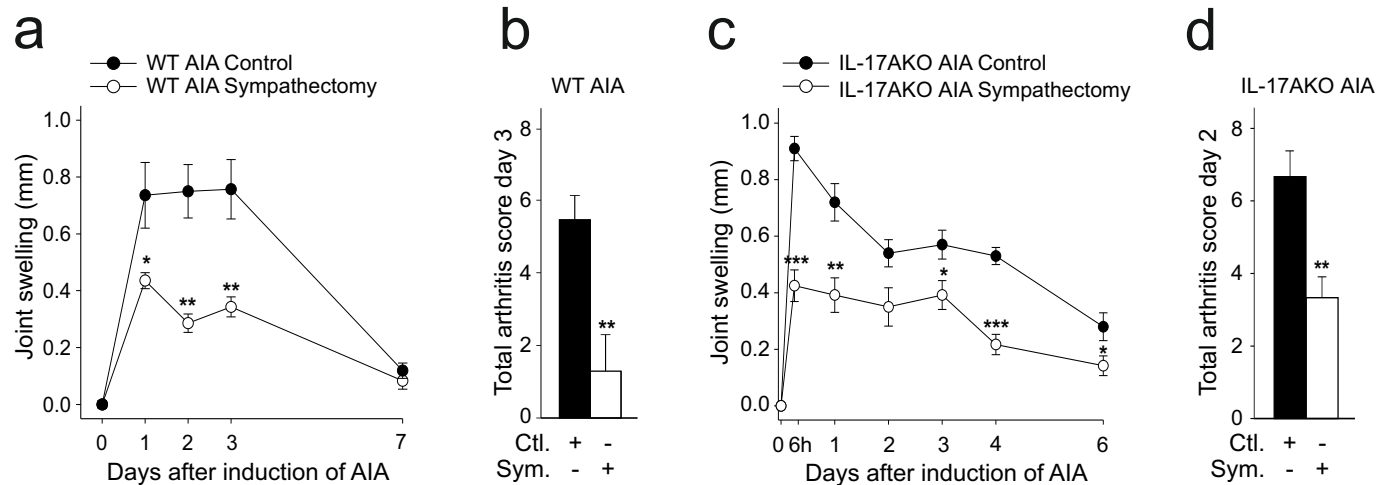 a
WT AIA Control
WT AIA Sympathectomy
Joint swelling (mm)
1.0
0.8
0.6
0.4
0.2
0.0
*
**
**
0 1 2 3 7
Days after induction of AIA
b
WT AIA
Total arthritis score day 3
8
6
4
2
0
**
Ctl. + -
Sym. - +
c
IL-17AKO AIA Control
IL-17AKO AIA Sympathectomy
Joint swelling (mm)
1.0
0.8
0.6
0.4
0.2
0.0
***
**
*
***
*
0 6h 1 2 3 4 6
Days after induction of AIA
d
IL-17AKO AIA
Total arthritis score day 2
8
6
4
2
0
**
Ctl. + -
Sym. - +